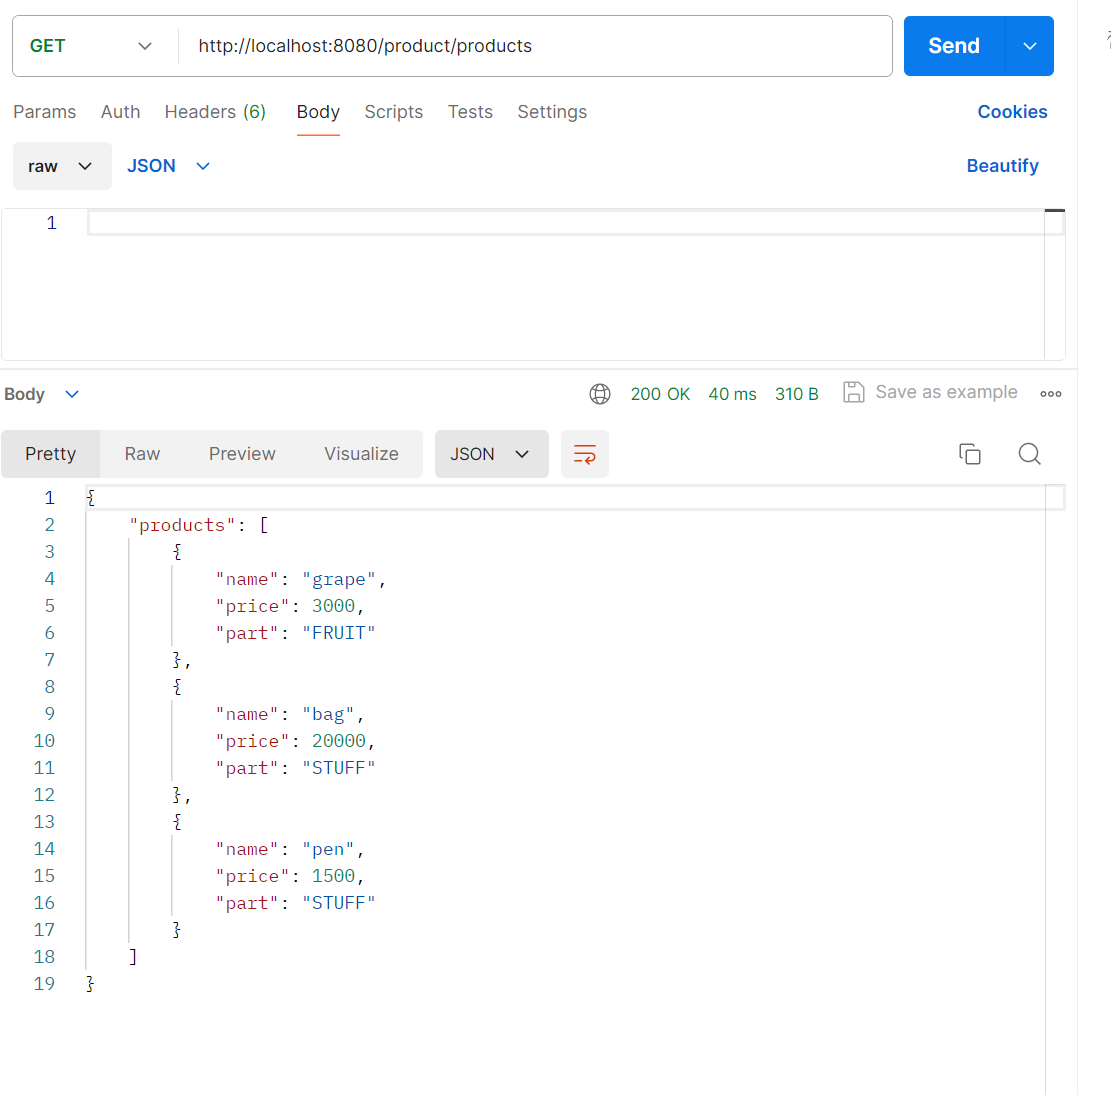 GET http://localhost:8080/product/products Send
Params Auth Headers (6) Body Scripts Tests Settings Cookies
raw JSON Beautify
1
Body 200 OK 40 ms 310 B Save as example
Pretty Raw Preview Visualize JSON
1 {
2 "products": [
3 {
4 "name": "grape",
5 "price": 3000,
6 "part": "FRUIT"
7 },
8 {
9 "name": "bag",
10 "price": 20000,
11 "part": "STUFF"
12 },
13 {
14 "name": "pen",
15 "price": 1500,
16 "part": "STUFF"
17 }
18 ]
19 }